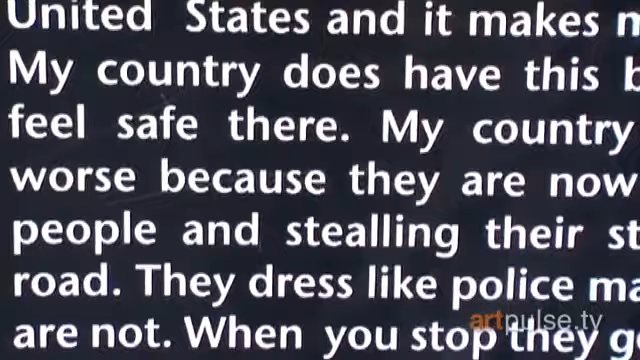 United States and it makes
My country does have this
feel safe there. My country
worse because they are now
people and stealling their
road. They dress like police
are not. When you stop they
artpulse.tv